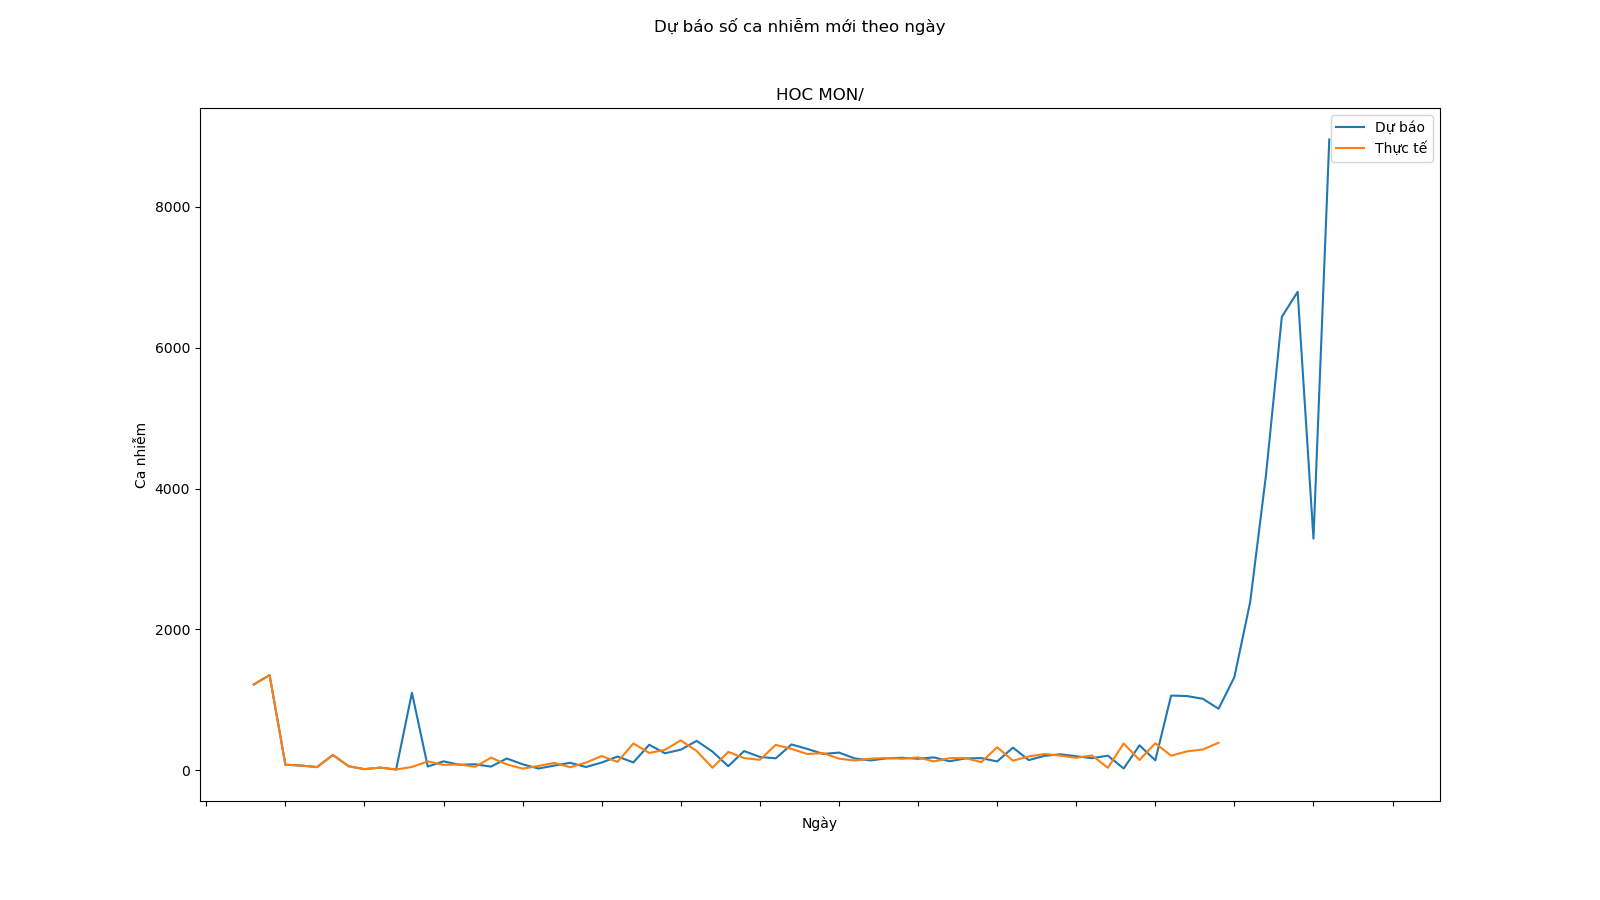 Dự báo số ca nhiễm mới theo ngày
HOC MON/
Dự báo
Thực tế
8000
6000
4000
2000
0
Ca nhiễm
Ngày